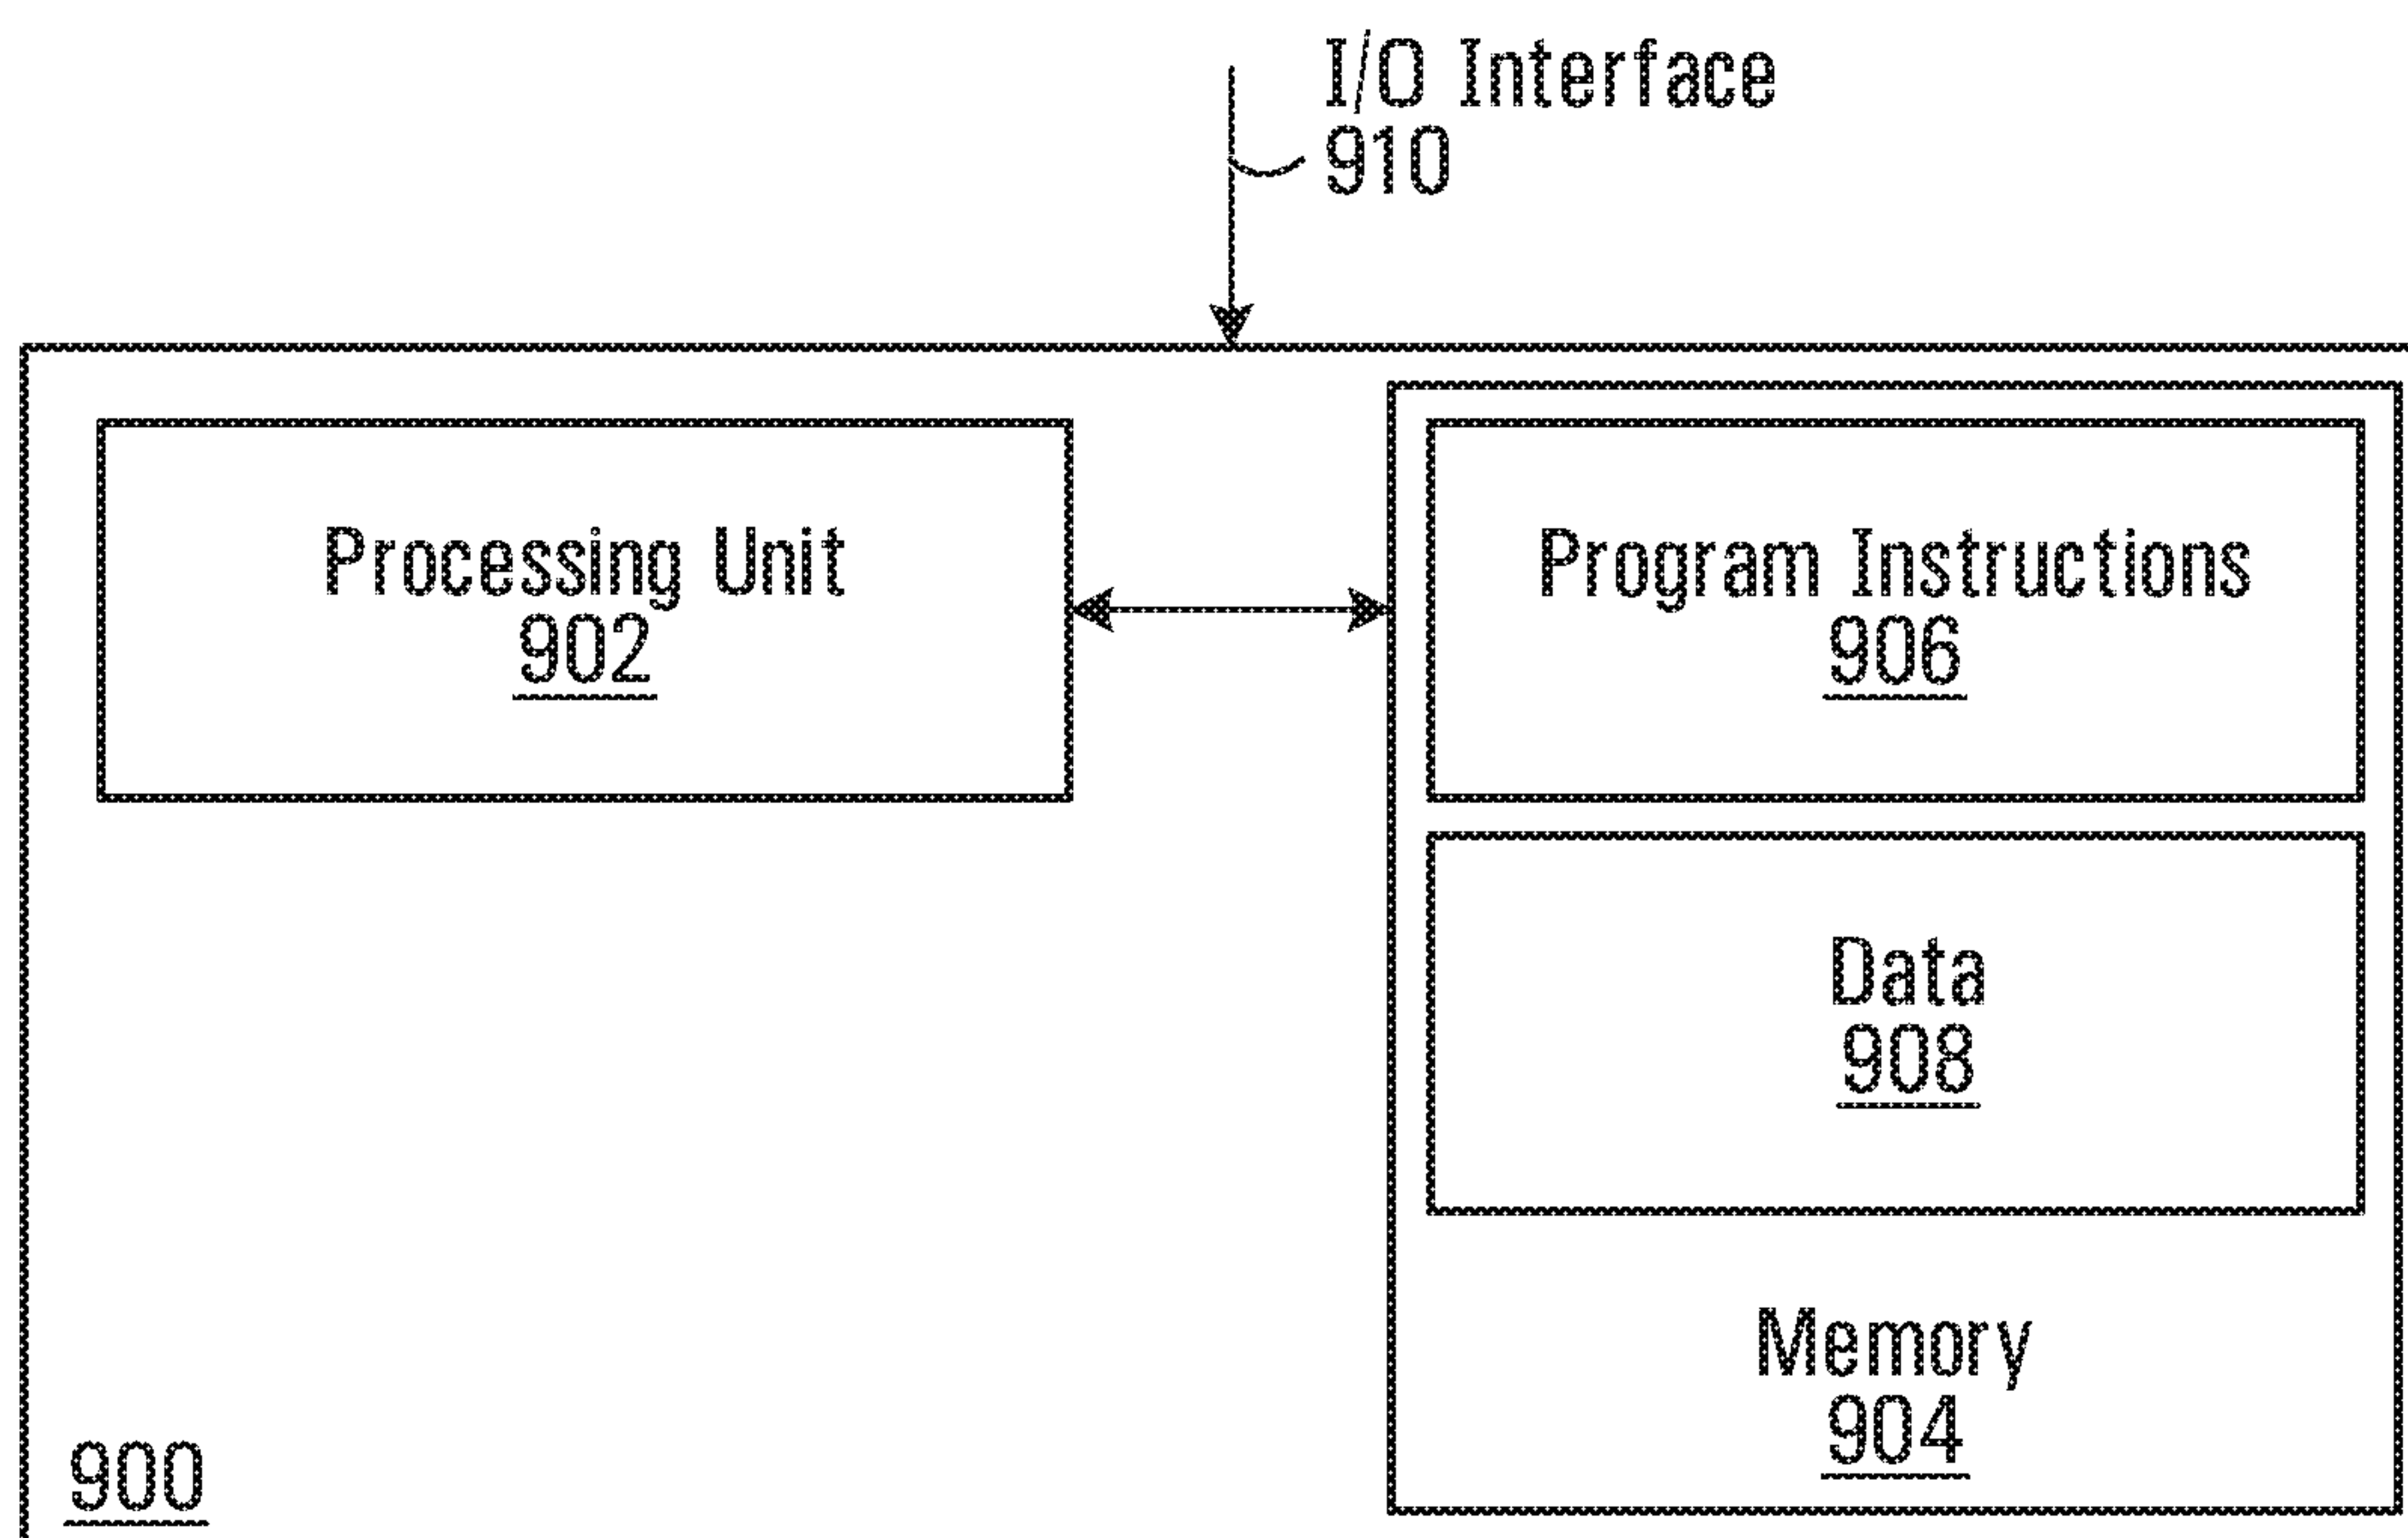 I/O Interface
910
Processing Unit
902
Program Instructions
906
Data
908
Memory
904
900